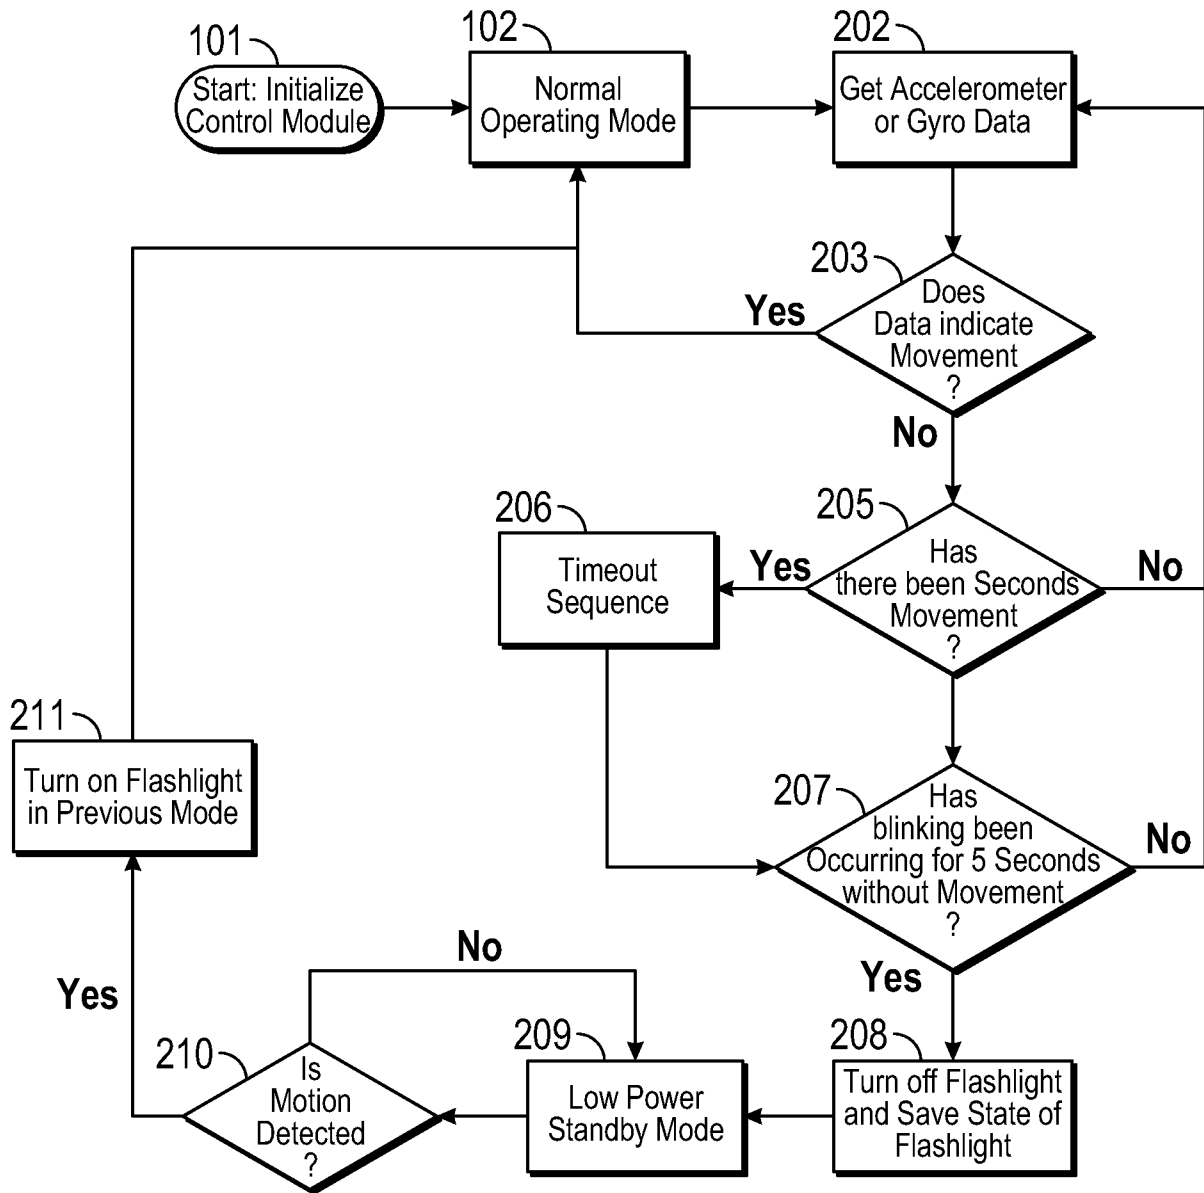 101
Start: Initialize
Control Module
102
Normal
Operating Mode
202
Get Accelerometer
or Gyro Data
203
Does
Data indicate
Movement
?
Yes
No
205
Has
there been Seconds
Movement
?
Yes
No
206
Timeout
Sequence
207
Has
blinking been
Occurring for 5 Seconds
without Movement
?
No
Yes
208
Turn off Flashlight
and Save State of
Flashlight
209
Low Power
Standby Mode
210
Is
Motion
Detected
?
No
Yes
211
Turn on Flashlight
in Previous Mode